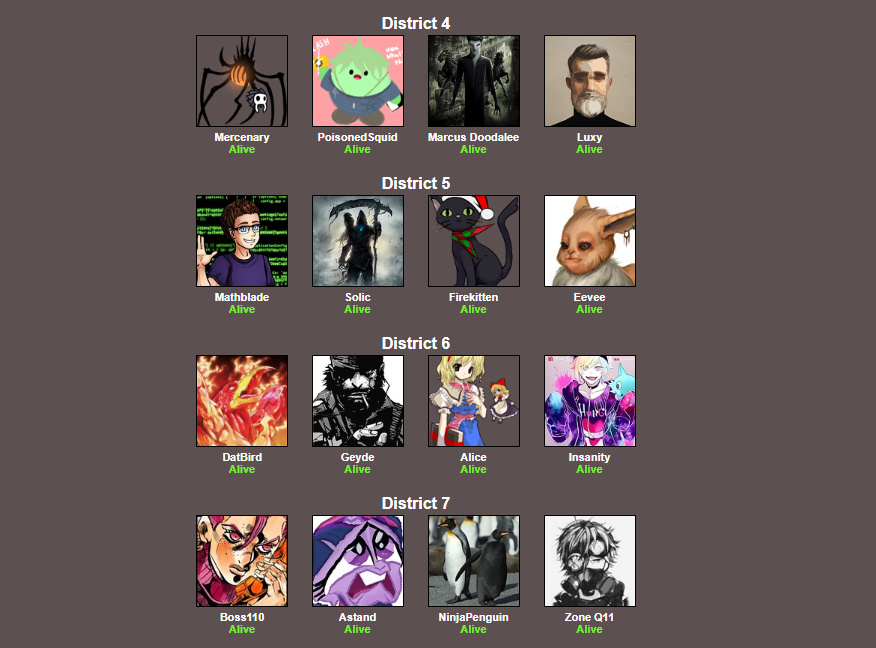 District 4
Mercenary
Alive
PoisonedSquid
Alive
Marcus Doodalee
Alive
Luxy
Alive
District 5
Mathblade
Alive
Solic
Alive
Firekitten
Alive
Eevee
Alive
District 6
DatBird
Alive
Geyde
Alive
Alice
Alive
Insanity
Alive
District 7
Boss110
Alive
Astand
Alive
NinjaPenguin
Alive
Zone Q11
Alive